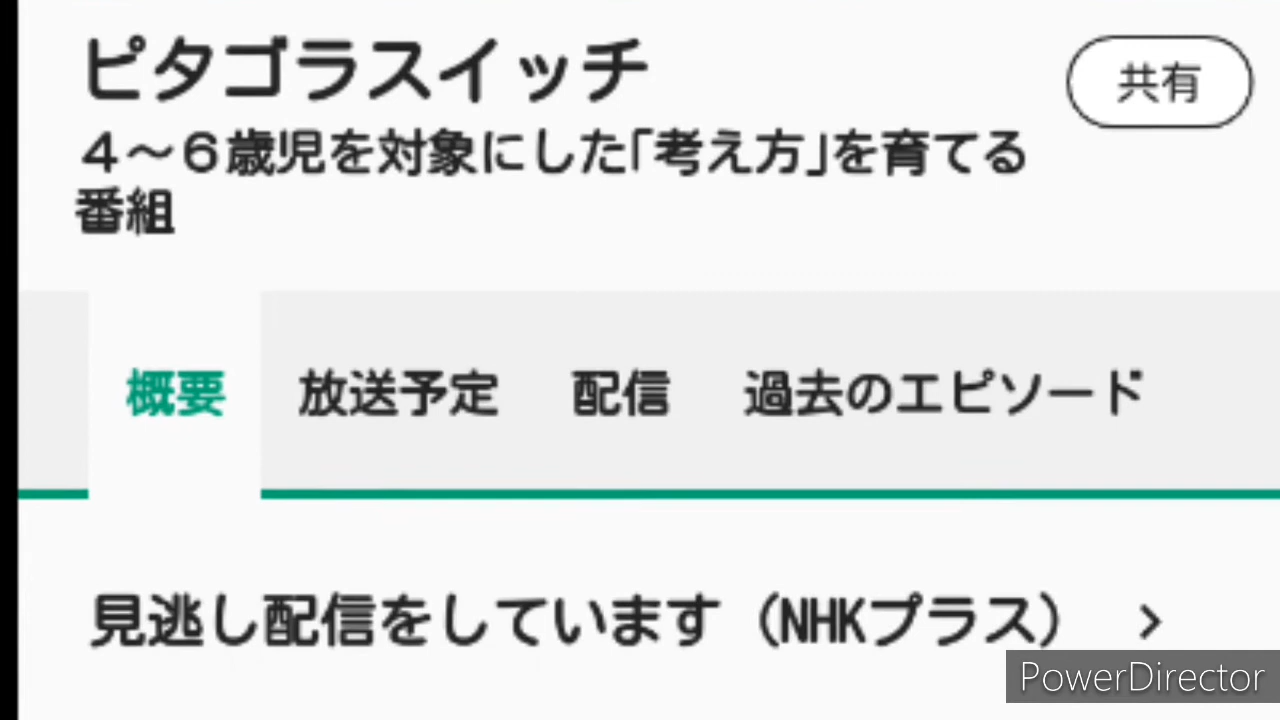 ピタゴラスイッチ
共有
４～６歳児を対象にした｢考え方｣を育てる
番組
概要 放送予定 配信 過去のエピソード
見逃し配信をしています（NHKプラス） >
PowerDirector